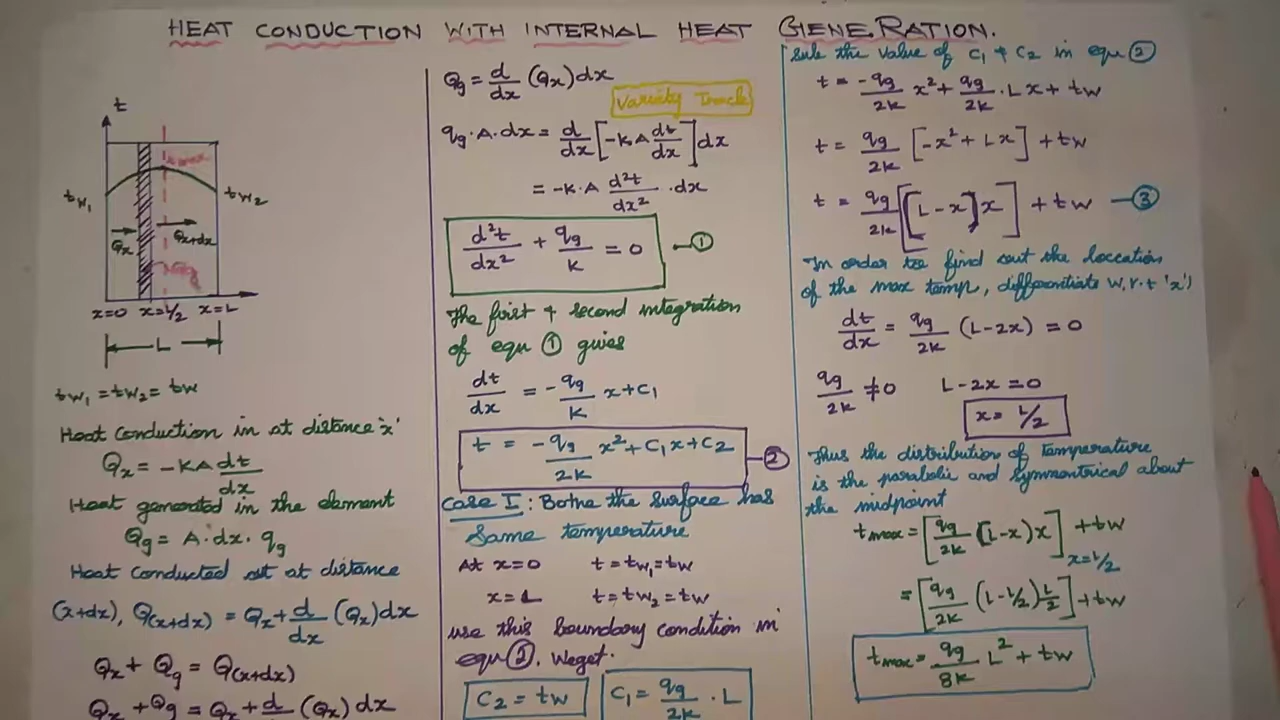 HEAT CONDUCTION WITH INTERNAL HEAT GENERATION.
t
tmax
tw₁
tw₂
Qx
Qx+dx
Qg
x=0 x=L/2 x=L
L
tw₁ = tw₂ = tw
Heat Conduction in at distance 'x'
Qx = -kA dt/dx
Heat generated in the element
Qg = A.dx.qg
Heat Conducted out at distance
(x+dx), Q(x+dx) = Qx + d/dx (Qx) dx
Qx + Qg = Q(x+dx)
Qx + Qg = Qx + d/dx (Qx) dx
Qg = d/dx (Qx) dx
Variety Track
qg.A.dx = d/dx [-kA dt/dx] dx
= -k.A d²t/dx² .dx
d²t/dx² + qg/k = 0 —①
The first & second integration
of equ ① gives
dt/dx = -qg/k x + C₁
t = -qg/2k x² + C₁x + C₂ —②
Case I : Bothe the surface has
Same temperature
At x=0 t = tw₁ = tw
x=L t = tw₂ = tw
use this boundary condition in
equ ②. We get.
C₂ = tw C₁ = qg/2k . L
Sub the value of C₁ & C₂ in equ ②
t = -qg/2k x² + qg/2k . Lx + tw
t = qg/2k [-x² + Lx] + tw
t = qg/2k [[L-x]x] + tw —③
In order to find out the loccation
of the max temp, differentiate w.r.t 'x')
dt/dx = qg/2k (L-2x) = 0
qg/2k ≠ 0 L-2x = 0
x = L/2
Thus the distribution of temperature
is the parabolic and symmentrical about
the midpoint
tmax = [qg/2k (L-x)x] x=L/2 + tw
= [qg/2k (L-L/2) L/2] + tw
tmax = qg/8k L² + tw